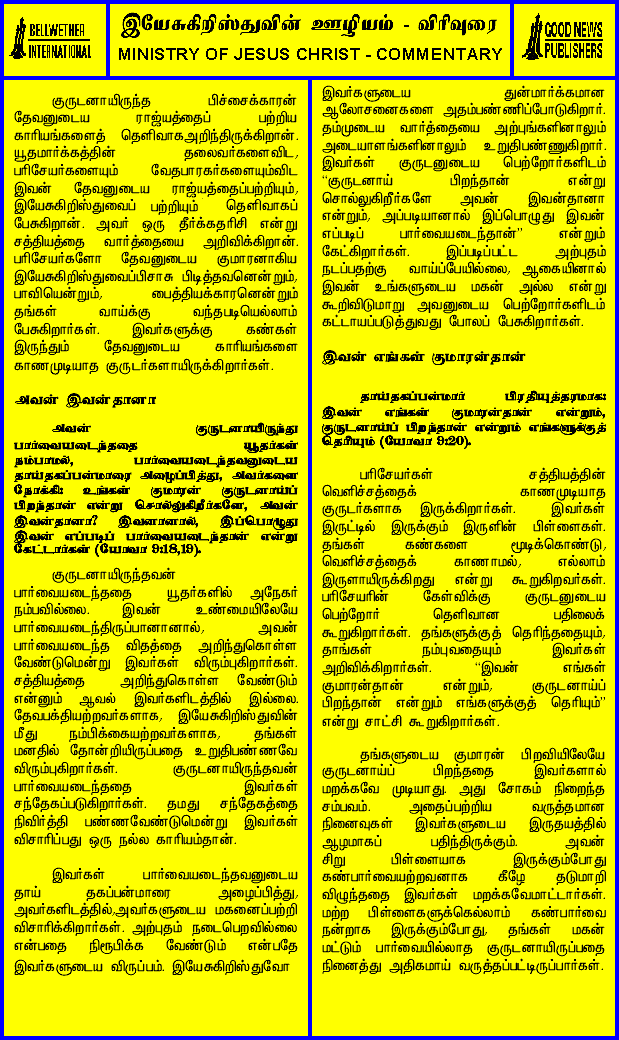 BELLWETHER
INTERNATIONAL
இயேசுகிறிஸ்துவின் ஊழியம் - விரிவுரை
MINISTRY OF JESUS CHRIST - COMMENTARY
GOOD NEWS
PUBLISHERS
குருடனாயிருந்த பிச்சைக்காரன்
தேவனுடைய ராஜ்யத்தைப் பற்றிய
காரியங்களைத் தெளிவாகஅறிந்திருக்கிறான்.
யூதமார்க்கத்தின் தலைவர்களைவிட,
பரிசேயர்களையும் வேதபாரகர்களையும்விட
இவன் தேவனுடைய ராஜ்யத்தைப்பற்றியும்,
இயேசுகிறிஸ்துவைப் பற்றியும் தெளிவாகப்
பேசுகிறான். அவர் ஒரு தீர்க்கதரிசி என்று
சத்தியத்தை வார்த்தையை அறிவிக்கிறான்.
பரிசேயர்களோ தேவனுடைய குமாரனாகிய
இயேசுகிறிஸ்துவைப்பிசாசு பிடித்தவனென்றும்,
பாவியென்றும், பைத்தியக்காரனென்றும்
தங்கள் வாய்க்கு வந்தபடியெல்லாம்
பேசுகிறார்கள். இவர்களுக்கு கண்கள்
இருந்தும் தேவனுடைய காரியங்களை
காணமுடியாத குருடர்களாயிருக்கிறார்கள்.
அவன் இவன்தானா
அவன் குருடனாயிருந்து
பார்வையடைந்ததை யூதர்கள்
நம்பாமல், பார்வையடைந்தவனுடைய
தாய்தகப்பன்மாரை அழைப்பித்து, அவர்களை
நோக்கி: உங்கள் குமாரன் குருடனாய்ப்
பிறந்தான் என்று சொல்லுகிறீர்களே, அவன்
இவன்தானா? இவனானால், இப்பொழுது
இவன் எப்படிப் பார்வையடைந்தான் என்று
கேட்டார்கள் (யோவா 9:18,19).
குருடனாயிருந்தவன்
பார்வையடைந்ததை யூதர்களில் அநேகர்
நம்பவில்லை. இவன் உண்மையிலேயே
பார்வையடைந்திருப்பானானால், அவன்
பார்வையடைந்த விதத்தை அறிந்துகொள்ள
வேண்டுமென்று இவர்கள் விரும்புகிறார்கள்.
சத்தியத்தை அறிந்துகொள்ள வேண்டும்
என்னும் ஆவல் இவர்களிடத்தில் இல்லை.
தேவபக்தியற்றவர்களாக, இயேசுகிறிஸ்துவின்
மீது நம்பிக்கையற்றவர்களாக, தங்கள்
மனதில் தோன்றியிருப்பதை உறுதிபண்ணவே
விரும்புகிறார்கள். குருடனாயிருந்தவன்
பார்வையடைந்ததை இவர்கள்
சந்தேகப்படுகிறார்கள். தமது சந்தேகத்தை
நிவிர்த்தி பண்ணவேண்டுமென்று இவர்கள்
விசாரிப்பது ஒரு நல்ல காரியம்தான்.
இவர்கள் பார்வையடைந்தவனுடைய
தாய் தகப்பன்மாரை அழைப்பித்து,
அவர்களிடத்தில்,அவர்களுடைய மகனைப்பற்றி
விசாரிக்கிறார்கள். அற்புதம் நடைபெறவில்லை
என்பதை நிரூபிக்க வேண்டும் என்பதே
இவர்களுடைய விருப்பம். இயேசுகிறிஸ்துவோ
இவர்களுடைய துன்மார்க்கமான
ஆலோசனைகளை அதம்பண்ணிப்போடுகிறார்.
தம்முடைய வார்த்தையை அற்புங்களினாலும்
அடையாளங்களினாலும் உறுதிபண்ணுகிறார்.
இவர்கள் குருடனுடைய பெற்றோர்களிடம்
“குருடனாய் பிறந்தான் என்று
சொல்லுகிறீர்களே அவன் இவன்தானா
என்றும், அப்படியானால் இப்பொழுது இவன்
எப்படிப் பார்வையடைந்தான்” என்றும்
கேட்கிறார்கள். இப்படிப்பட்ட அற்புதம்
நடப்பதற்கு வாய்ப்பேயில்லை, ஆகையினால்
இவன் உங்களுடைய மகன் அல்ல என்று
கூறிவிடுமாறு அவனுடைய பெற்றோர்களிடம்
கட்டாயப்படுத்துவது போலப் பேசுகிறார்கள்.
இவன் எங்கள் குமாரன்தான்
தாய்தகப்பன்மார் பிரதியுத்தரமாக:
இவன் எங்கள் குமாரன்தான் என்றும்,
குருடனாய்ப் பிறந்தான் என்றும் எங்களுக்குத்
தெரியும் (யோவா 9:20).
பரிசேயர்கள் சத்தியத்தின்
வெளிச்சத்தைக் காணமுடியாத
குருடர்களாக இருக்கிறார்கள். இவர்கள்
இருட்டில் இருக்கும் இருளின் பிள்ளைகள்.
தங்கள் கண்களை மூடிக்கொண்டு,
வெளிச்சத்தைக் காணாமல், எல்லாம்
இருளாயிருக்கிறது என்று கூறுகிறவர்கள்.
பரிசேயரின் கேள்விக்கு குருடனுடைய
பெற்றோர் தெளிவான பதிலைக்
கூறுகிறார்கள். தங்களுக்குத் தெரிந்ததையும்,
தாங்கள் நம்புவதையும் இவர்கள்
அறிவிக்கிறார்கள். “இவன் எங்கள்
குமாரன்தான் என்றும், குருடனாய்ப்
பிறந்தான் என்றும் எங்களுக்குத் தெரியும்”
என்று சாட்சி கூறுகிறார்கள்.
தங்களுடைய குமாரன் பிறவியிலேயே
குருடனாய்ப் பிறந்ததை இவர்களால்
மறக்கவே முடியாது. அது சோகம் நிறைந்த
சம்பவம். அதைப்பற்றிய வருத்தமான
நினைவுகள் இவர்களுடைய இருதயத்தில்
ஆழமாகப் பதிந்திருக்கும். அவன்
சிறு பிள்ளையாக இருக்கும்போது
கண்பார்வையற்றவனாக கீழே தடுமாறி
விழுந்ததை இவர்கள் மறக்கவேமாட்டார்கள்.
மற்ற பிள்ளைகளுக்கெல்லாம் கண்பார்வை
நன்றாக இருக்கும்போது, தங்கள் மகன்
மட்டும் பார்வையில்லாத குருடனாயிருப்பதை
நினைத்து அதிகமாய் வருத்தப்பட்டிருப்பார்கள்.